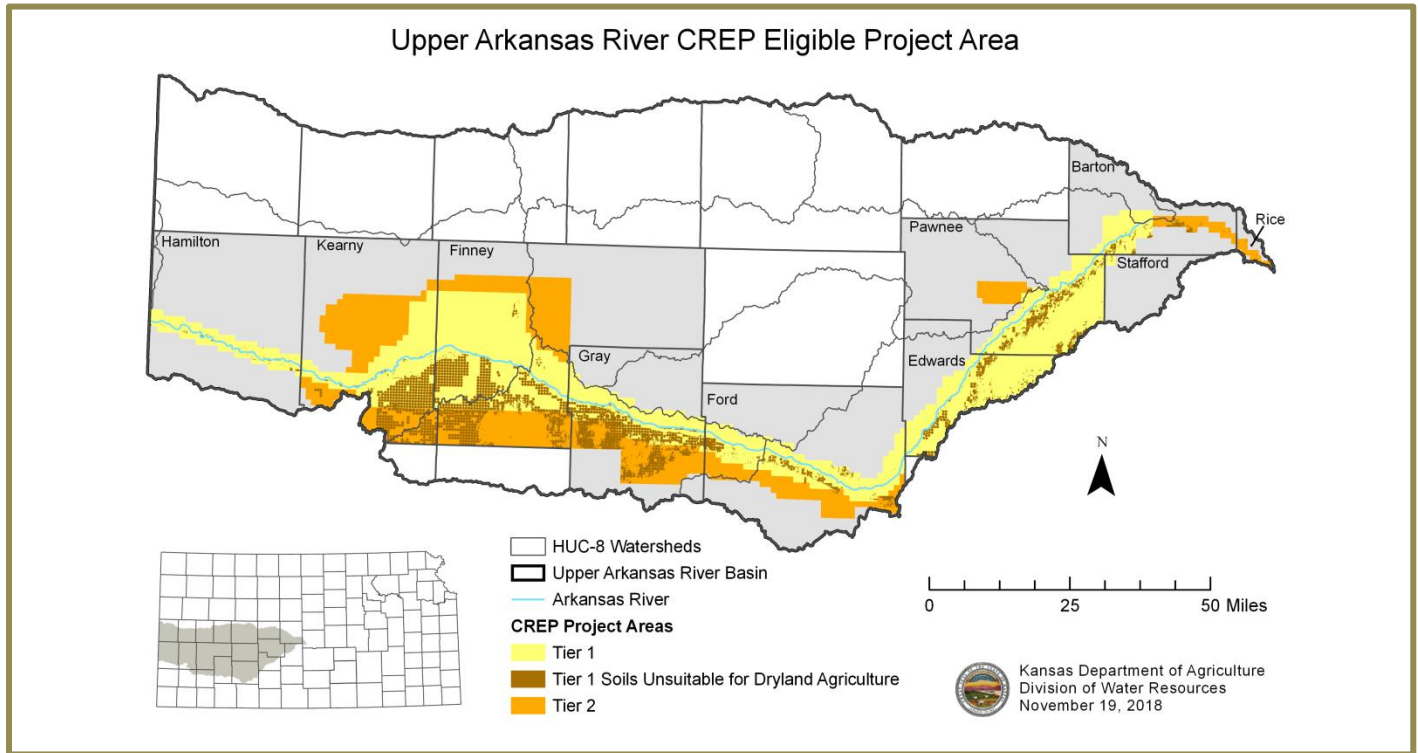 Upper Arkansas River CREP Eligible Project Area
Barton
Rice
Pawnee
Stafford
Hamilton
Kearny
Finney
Gray
Edwards
Ford
N
HUC-8 Watersheds
Upper Arkansas River Basin
Arkansas River
CREP Project Areas
Tier 1
Tier 1 Soils Unsuitable for Dryland Agriculture
Tier 2
0 25 50 Miles
Kansas Department of Agriculture
Division of Water Resources
November 19, 2018